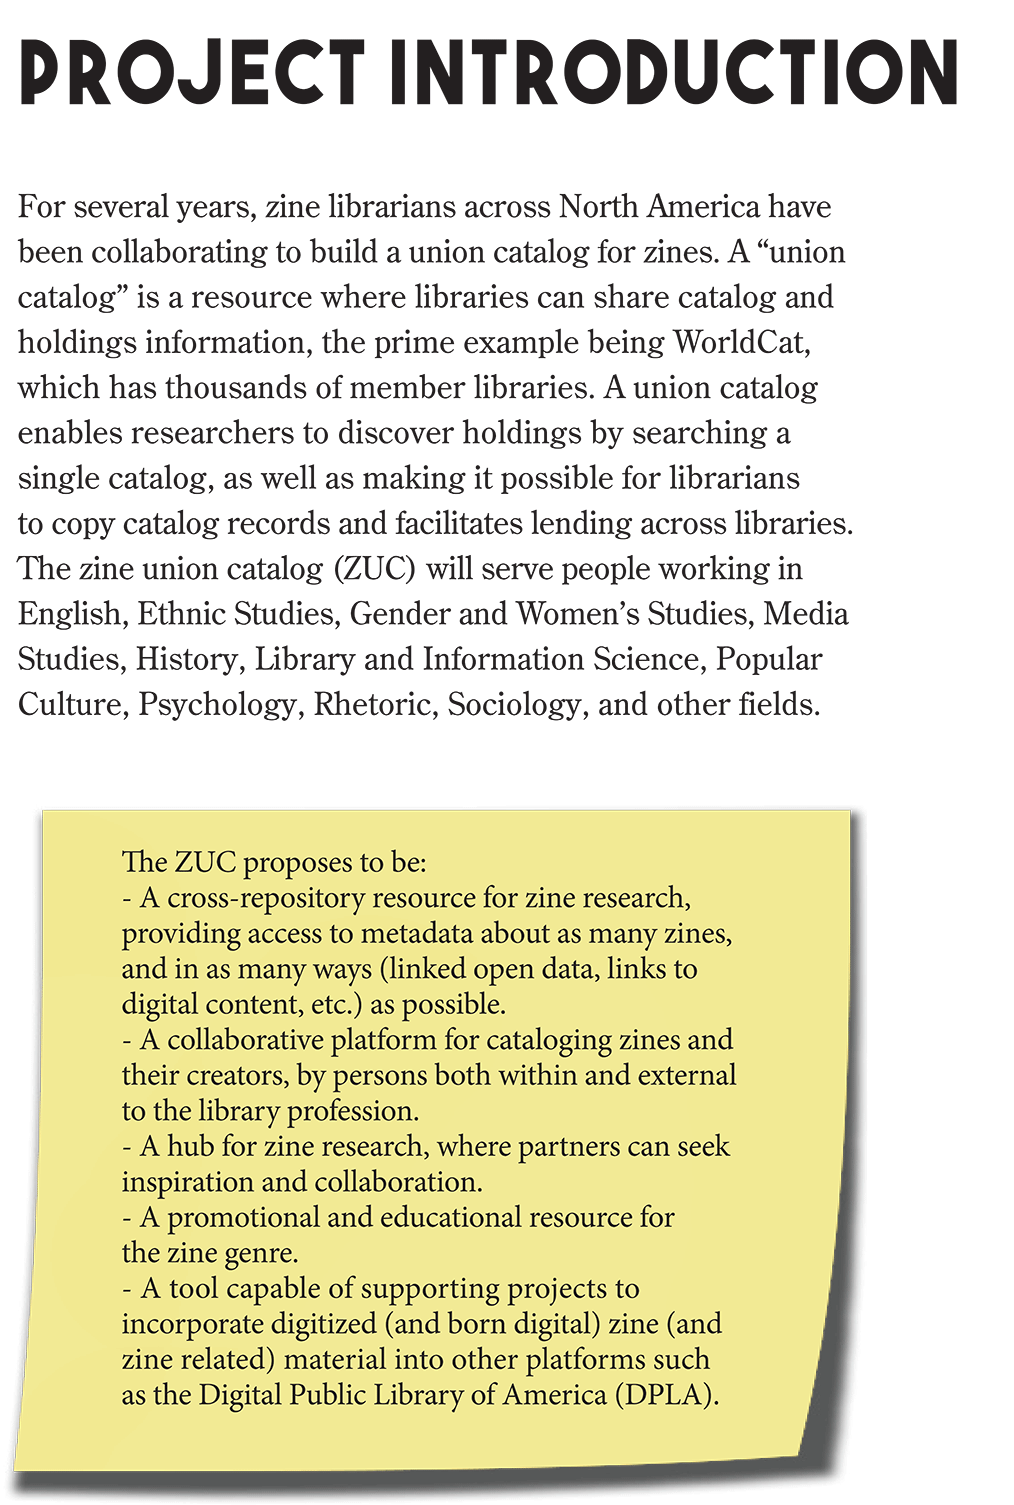 PROJECT INTRODUCTION
For several years, zine librarians across North America have
been collaborating to build a union catalog for zines. A “union
catalog” is a resource where libraries can share catalog and
holdings information, the prime example being WorldCat,
which has thousands of member libraries. A union catalog
enables researchers to discover holdings by searching a
single catalog, as well as making it possible for librarians
to copy catalog records and facilitates lending across libraries.
The zine union catalog (ZUC) will serve people working in
English, Ethnic Studies, Gender and Women’s Studies, Media
Studies, History, Library and Information Science, Popular
Culture, Psychology, Rhetoric, Sociology, and other fields.
The ZUC proposes to be:
- A cross-repository resource for zine research,
providing access to metadata about as many zines,
and in as many ways (linked open data, links to
digital content, etc.) as possible.
- A collaborative platform for cataloging zines and
their creators, by persons both within and external
to the library profession.
- A hub for zine research, where partners can seek
inspiration and collaboration.
- A promotional and educational resource for
the zine genre.
- A tool capable of supporting projects to
incorporate digitized (and born digital) zine (and
zine related) material into other platforms such
as the Digital Public Library of America (DPLA).